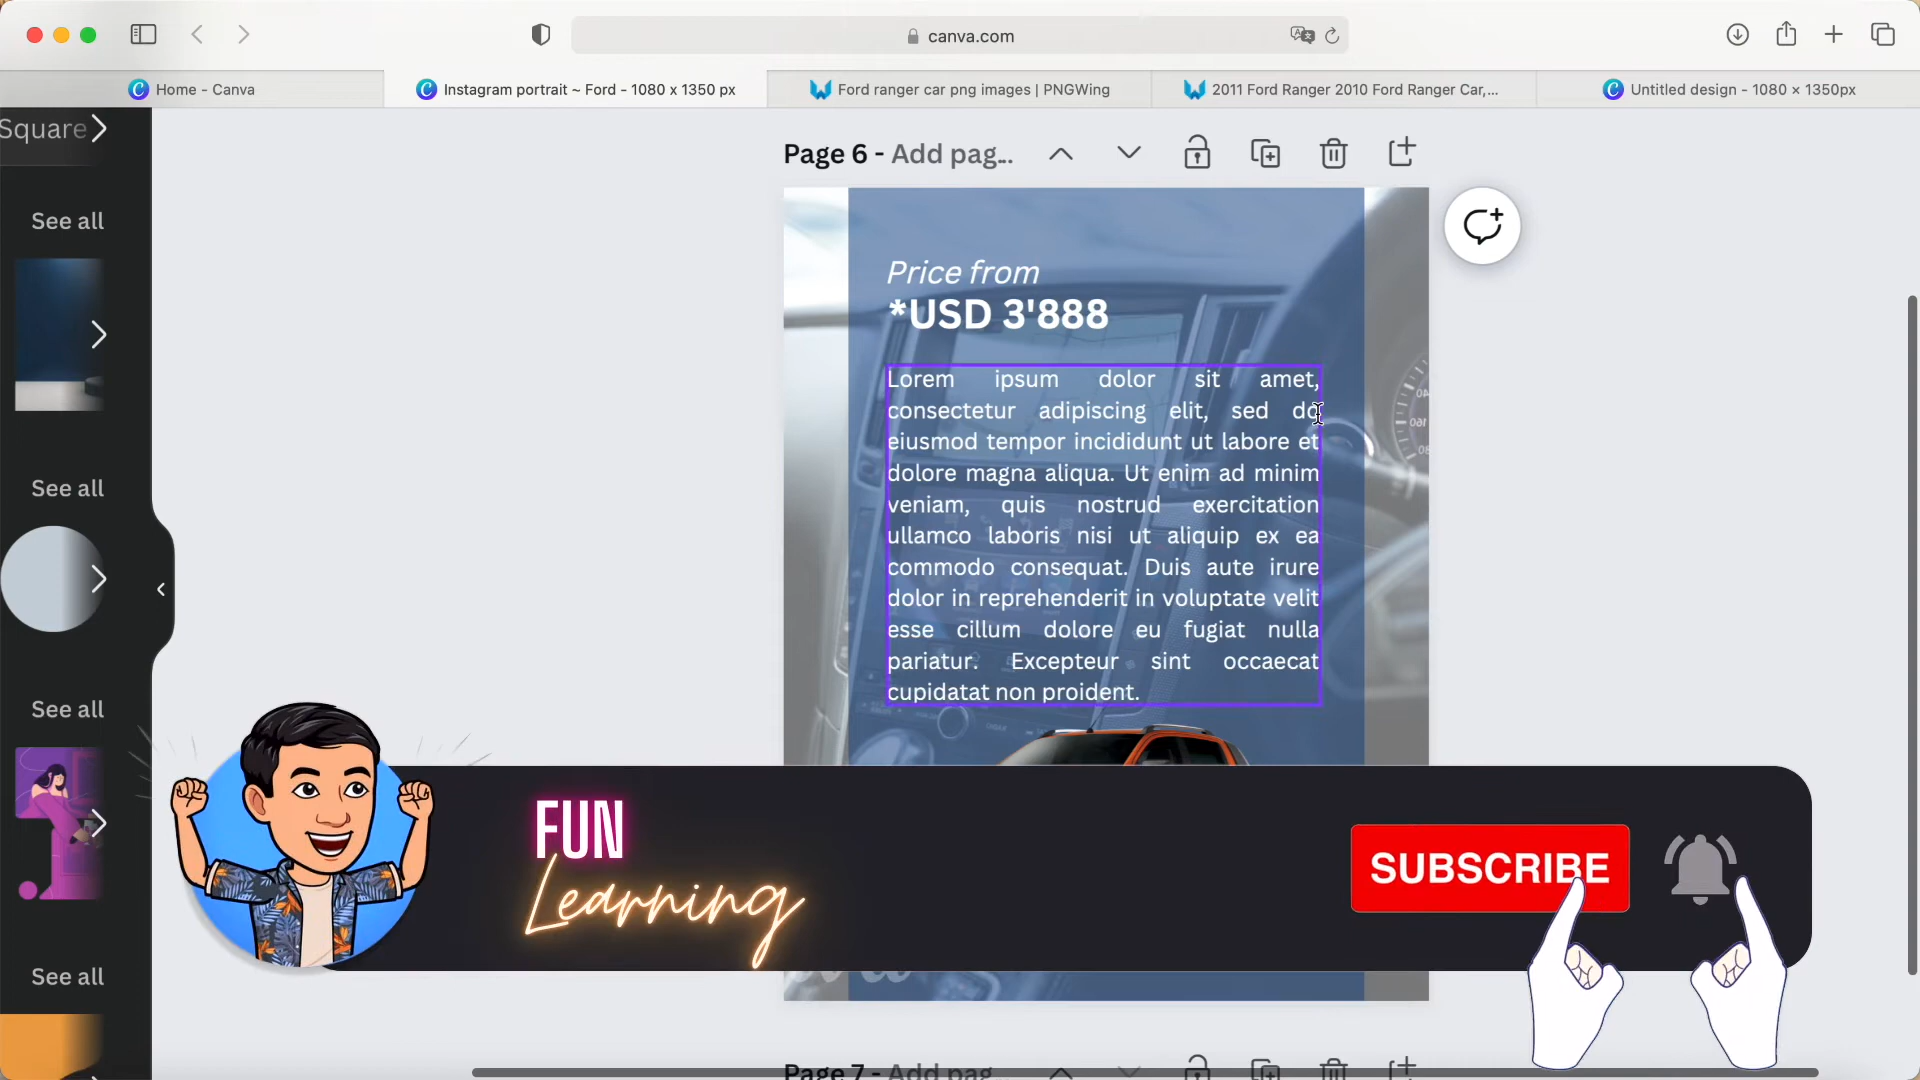 canva.com
Home - Canva
Instagram portrait ~ Ford - 1080 x 1350 px
Ford ranger car png images | PNGWing
2011 Ford Ranger 2010 Ford Ranger Car,...
Untitled design - 1080 × 1350px
Square
See all
See all
See all
See all
Page 6 - Add pag...
Price from
*USD 3'888
Lorem ipsum dolor sit amet,
consectetur adipiscing elit, sed do
eiusmod tempor incididunt ut labore et
dolore magna aliqua. Ut enim ad minim
veniam, quis nostrud exercitation
ullamco laboris nisi ut aliquip ex ea
commodo consequat. Duis aute irure
dolor in reprehenderit in voluptate velit
esse cillum dolore eu fugiat nulla
pariatur. Excepteur sint occaecat
cupidatat non proident.
FUN
Learning
SUBSCRIBE
Page 7 - Add pag...